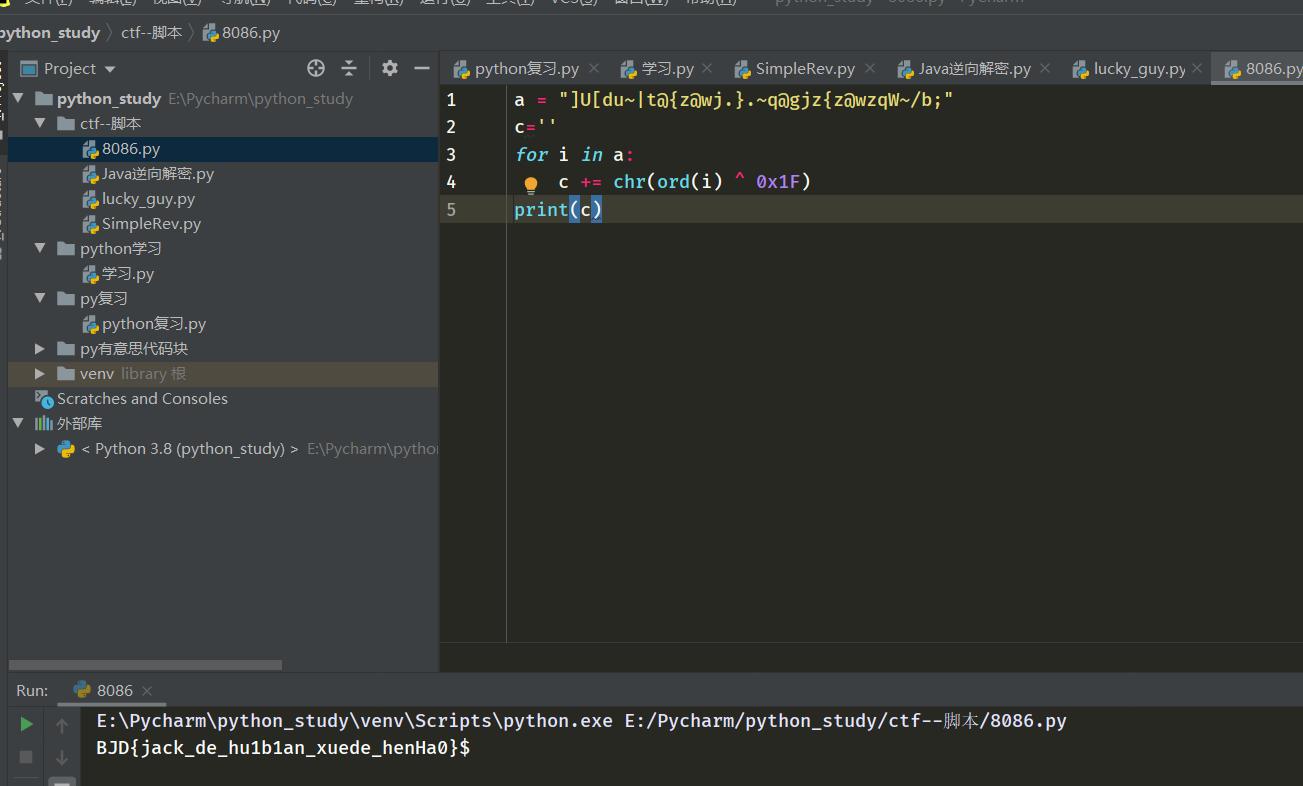 python_study 〉 ctf--脚本 〉 8086.py
Project
python复习.py × 学习.py × SimpleRev.py × Java逆向解密.py × lucky_guy.py × 8086.py
python_study E:\Pycharm\python_study
ctf--脚本
8086.py
Java逆向解密.py
lucky_guy.py
SimpleRev.py
python学习
学习.py
py复习
python复习.py
py有意思代码块
venv library 根
Scratches and Consoles
外部库
< Python 3.8 (python_study) > E:\Pycharm\python
1 a = "]U[du~|t@{z@wj.}.~q@gjz{z@wzqW~/b;"
2 c=''
3 for i in a:
4 c += chr(ord(i) ^ 0x1F)
5 print(c)
Run: 8086 ×
E:\Pycharm\python_study\venv\Scripts\python.exe E:/Pycharm/python_study/ctf--脚本/8086.py
BJD{jack_de_hu1b1an_xuede_henHa0}$